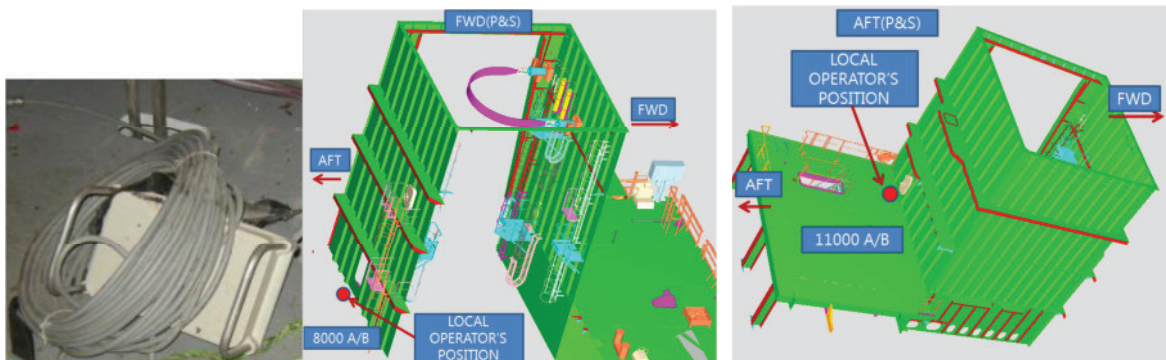 FWD(P&S)
FWD
AFT
8000 A/B
LOCAL
OPERATOR'S
POSITION
AFT(P&S)
LOCAL
OPERATOR'S
POSITION
FWD
AFT
11000 A/B